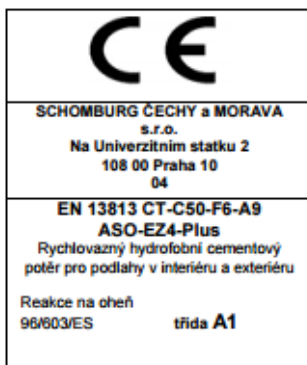 CE
SCHOMBURG ČECHY a MORAVA
s.r.o.
Na Univerzitním statku 2
108 00 Praha 10
04
EN 13813 CT-C50-F6-A9
ASO-EZ4-Plus
Rychlovazný hydrofobní cementový
potěr pro podlahy v interiéru a exteriéru
Reakce na oheň
96/603/ES třída A1